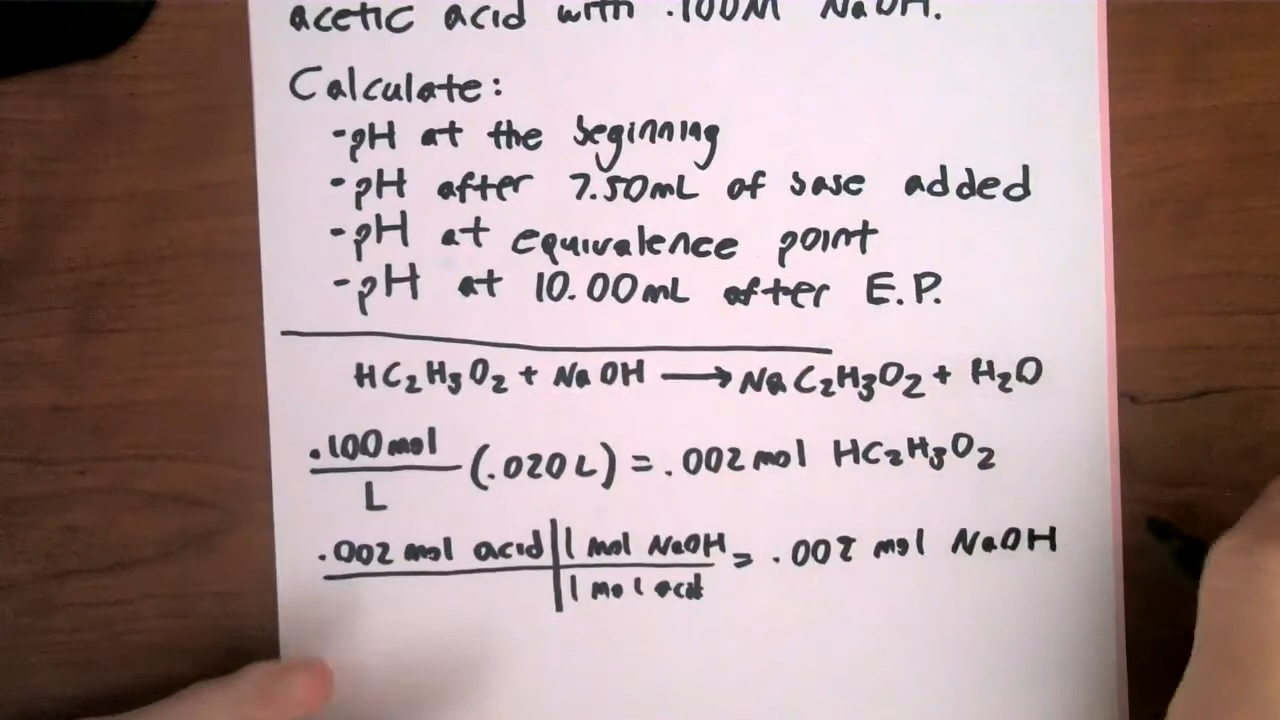 acetic acid with .100M NaOH.
Calculate:
-pH at the beginning
-pH after 7.50mL of base added
-pH at equivalence point
-pH at 10.00mL after E.P.
HC₂H₃O₂ + NaOH → NaC₂H₃O₂ + H₂O
.100 mol / L (.020 L) = .002 mol HC₂H₃O₂
.002 mol acid | 1 mol NaOH = .002 mol NaOH
1 mol acid